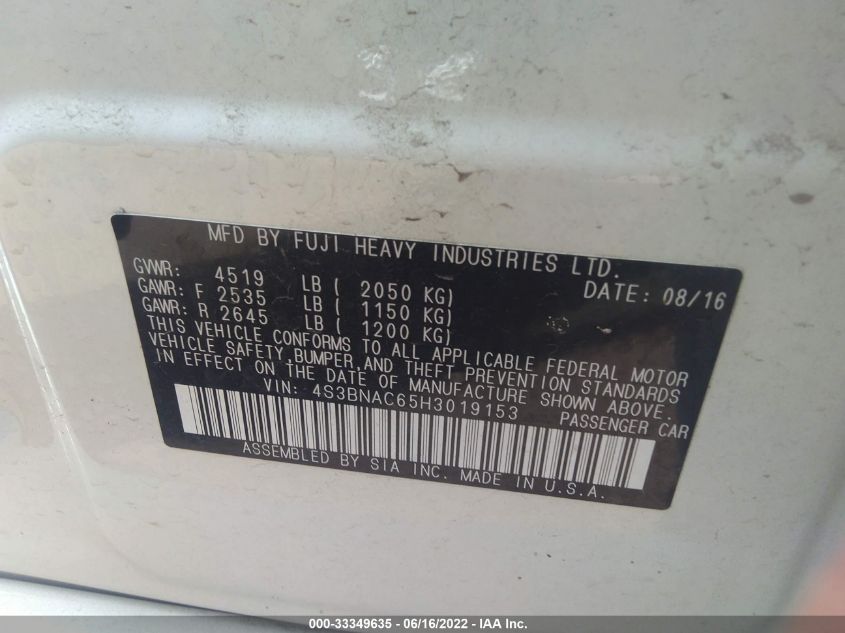 MFD BY FUJI HEAVY INDUSTRIES LTD.
GVWR: 4519 LB ( 2050 KG) DATE: 08/16
GAWR: F 2535 LB ( 1150 KG)
GAWR: R 2645 LB ( 1200 KG)
THIS VEHICLE CONFORMS TO ALL APPLICABLE FEDERAL MOTOR
VEHICLE SAFETY,BUMPER,AND THEFT PREVENTION STANDARDS
IN EFFECT ON THE DATE OF MANUFACTURE SHOWN ABOVE.
VIN: 4S3BNAC65H3019153 PASSENGER CAR
ASSEMBLED BY SIA INC. MADE IN U.S.A.
000-33349635 - 06/16/2022 - IAA Inc.